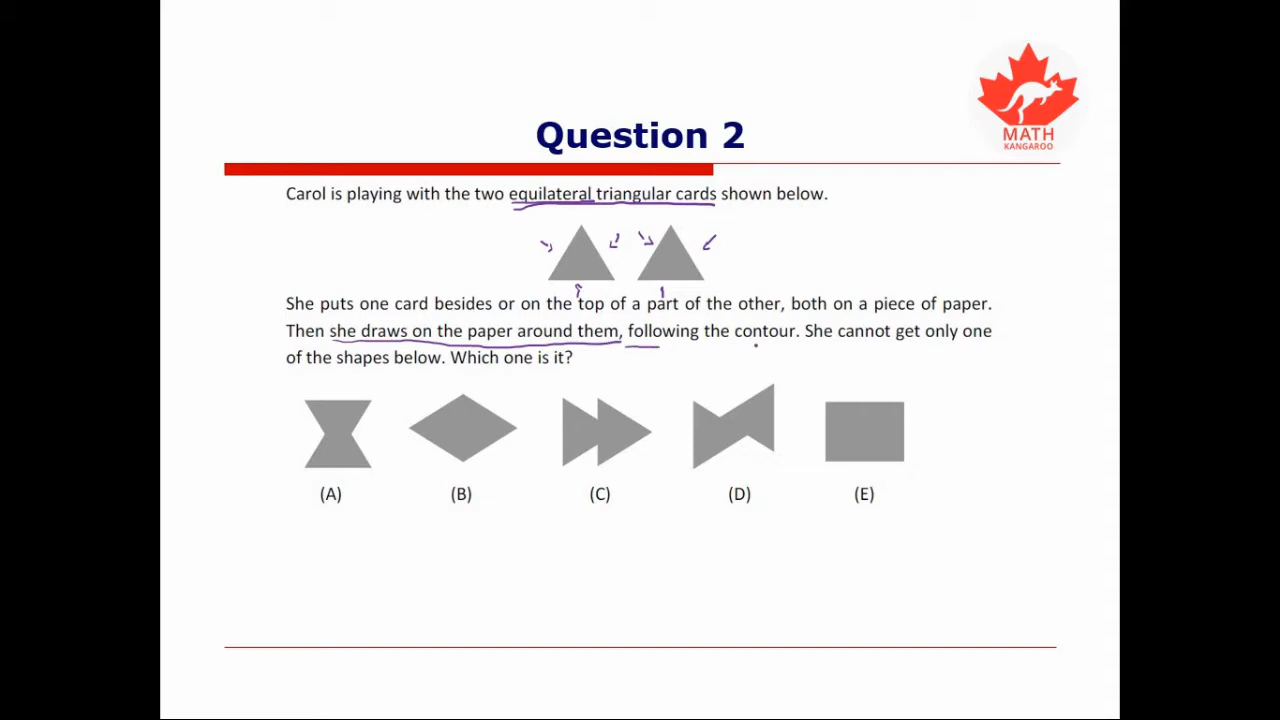 MATH
KANGAROO
Question 2
Carol is playing with the two equilateral triangular cards shown below.
She puts one card besides or on the top of a part of the other, both on a piece of paper.
Then she draws on the paper around them, following the contour. She cannot get only one
of the shapes below. Which one is it?
(A) (B) (C) (D) (E)